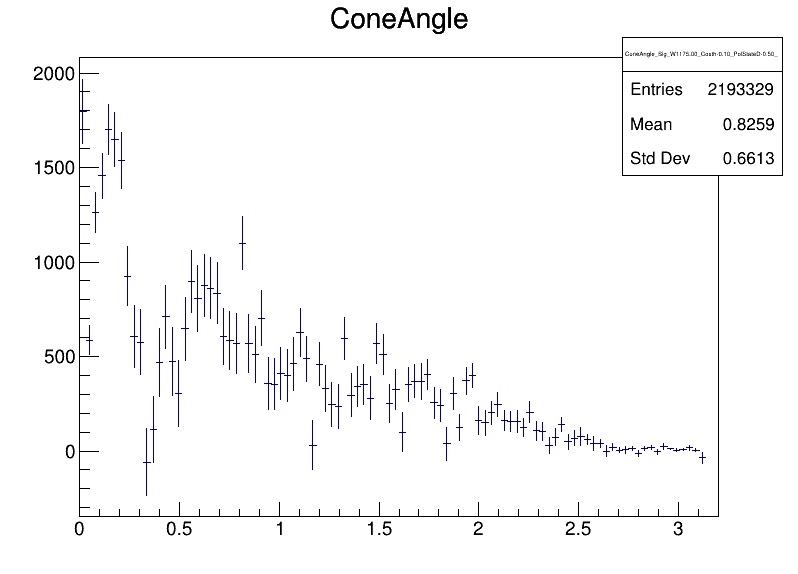 ConeAngle
ConeAngle_Sig_W1175.00_Costh-0.10_PolStateD-0.50_
Entries 2193329
Mean 0.8259
Std Dev 0.6613
2000
1500
1000
500
0
0 0.5 1 1.5 2 2.5 3